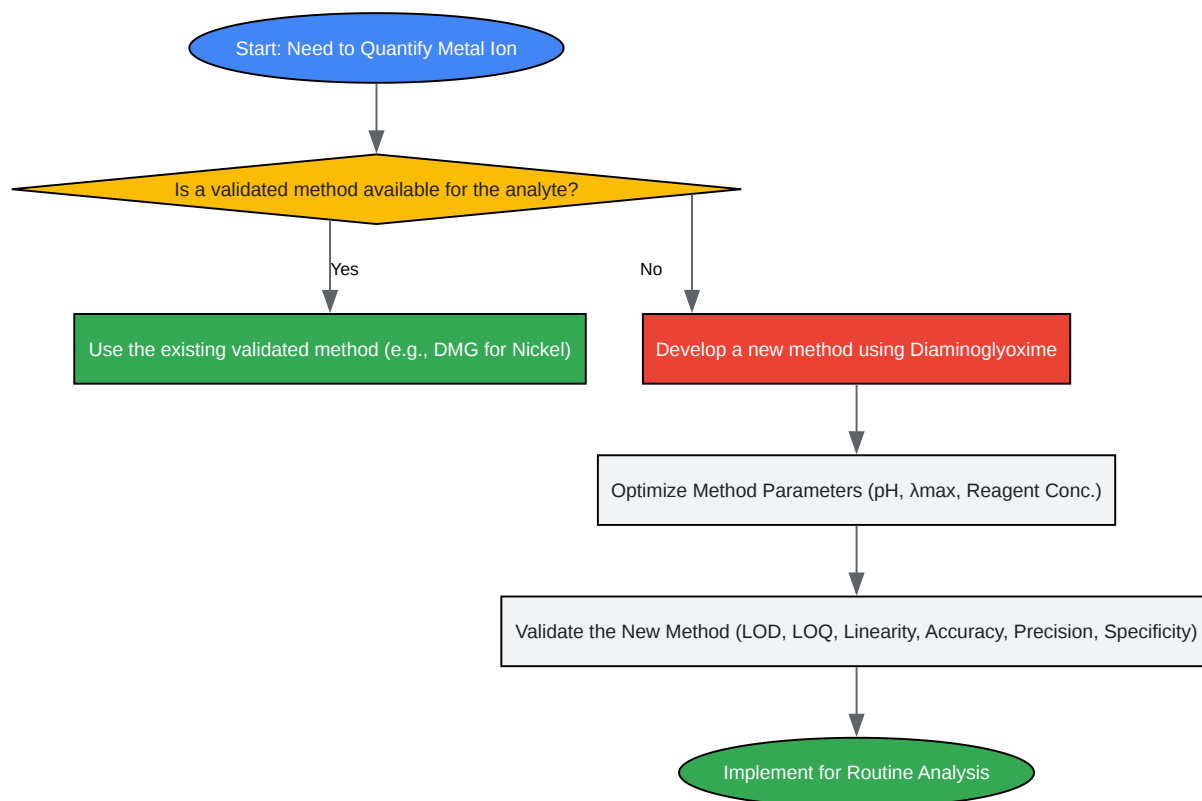 Start: Need to Quantify Metal Ion
Is a validated method available for the analyte?
Yes
No
Use the existing validated method (e.g., DMG for Nickel)
Develop a new method using Diaminoglyoxime
Optimize Method Parameters (pH, λmax, Reagent Conc.)
Validate the New Method (LOD, LOQ, Linearity, Accuracy, Precision, Specificity)
Implement for Routine Analysis